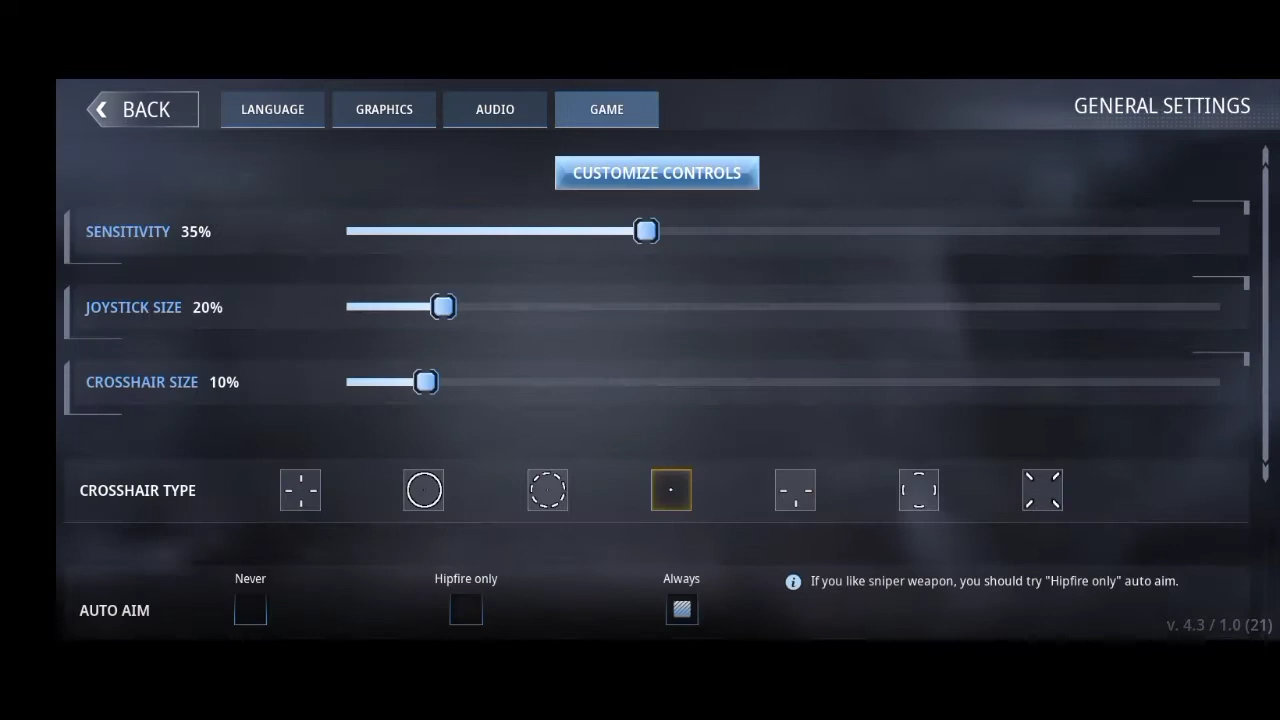 BACK
LANGUAGE
GRAPHICS
AUDIO
GAME
GENERAL SETTINGS
CUSTOMIZE CONTROLS
SENSITIVITY 35%
JOYSTICK SIZE 20%
CROSSHAIR SIZE 10%
CROSSHAIR TYPE
Never
Hipfire only
Always
If you like sniper weapon, you should try "Hipfire only" auto aim.
AUTO AIM
v. 4.3 / 1.0 (21)